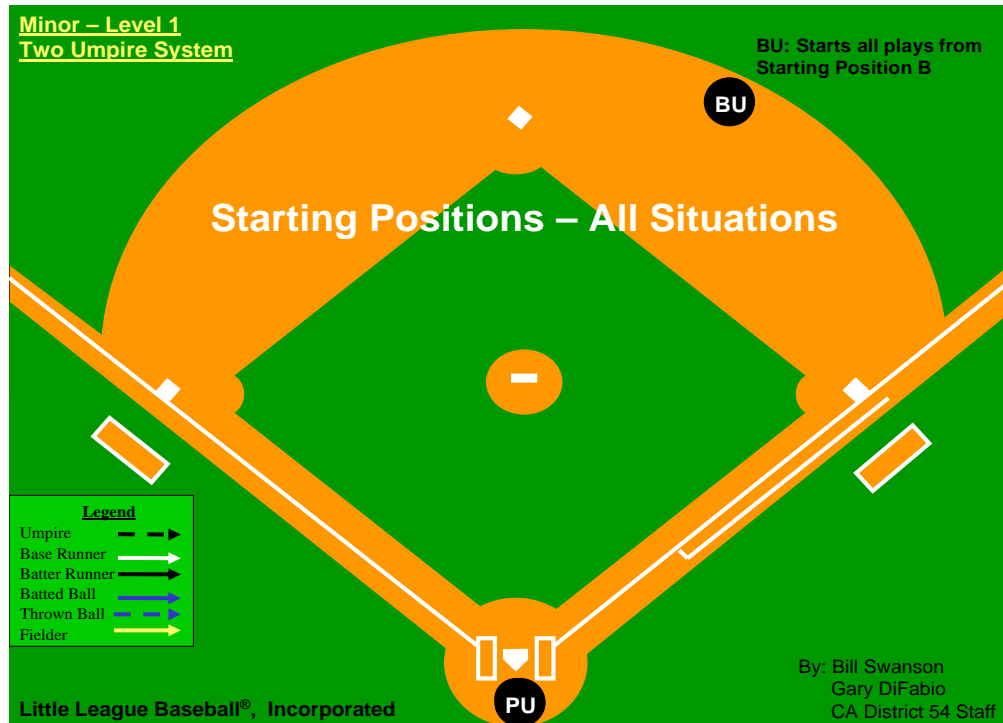 Minor – Level 1
Two Umpire System
BU: Starts all plays from
Starting Position B
BU
Starting Positions – All Situations
Legend
Umpire
Base Runner
Batter Runner
Batted Ball
Thrown Ball
Fielder
PU
By: Bill Swanson
Gary DiFabio
CA District 54 Staff
Little League Baseball®, Incorporated